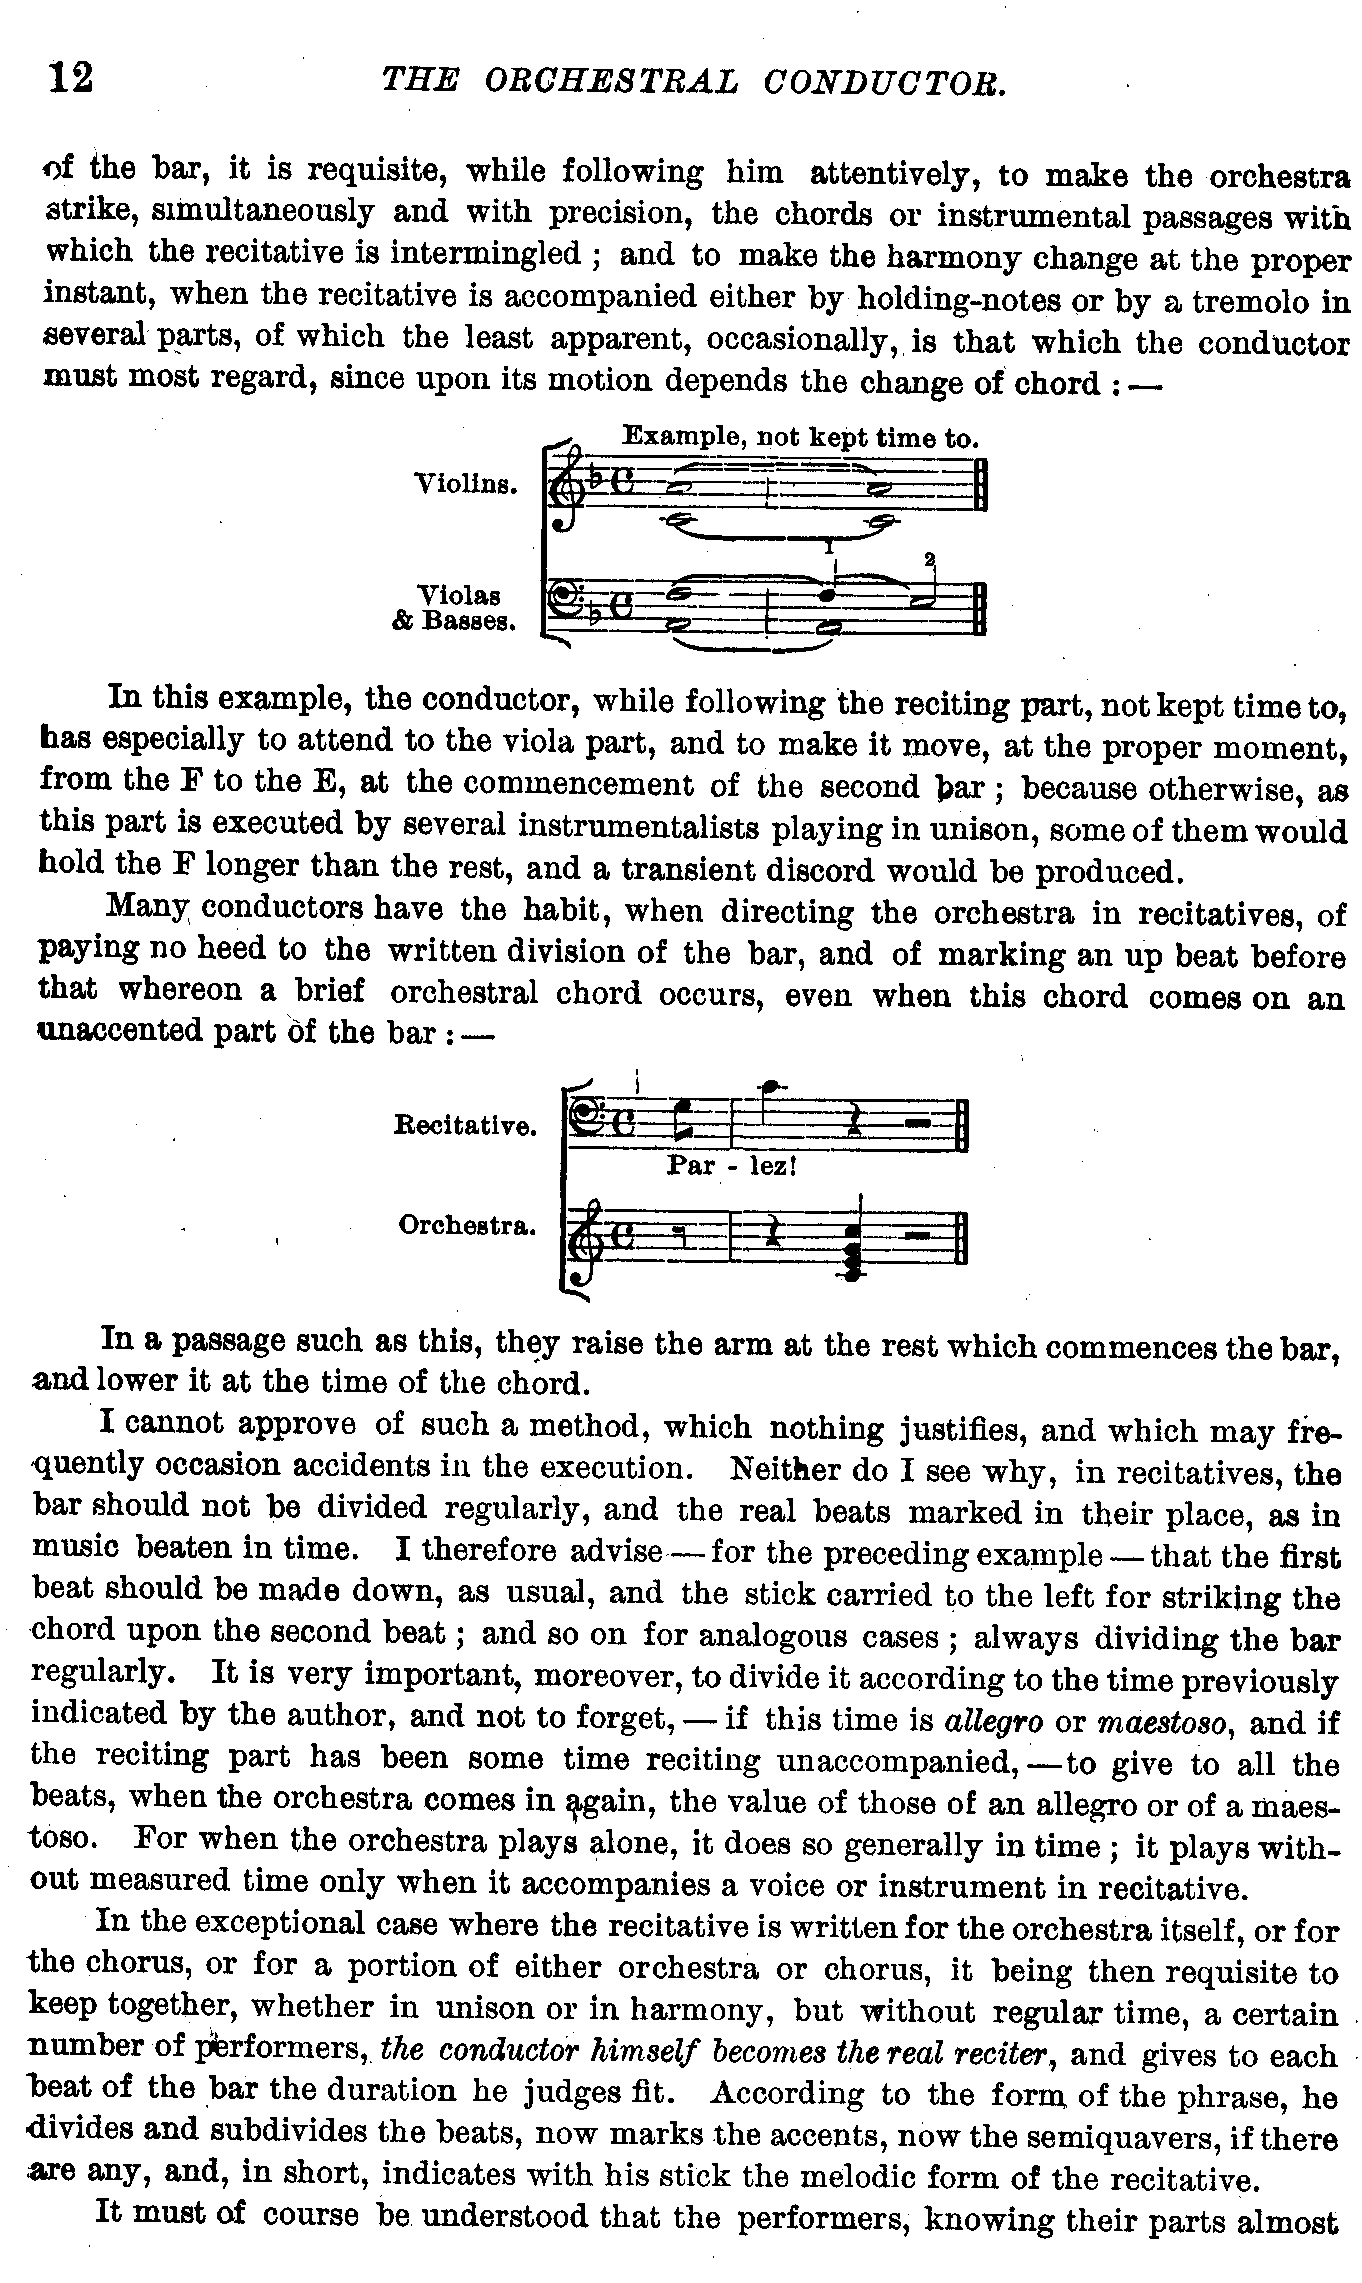 12 THE ORCHESTRAL CONDUCTOR.
of the bar, it is requisite, while following him attentively, to make the orchestra
strike, simultaneously and with precision, the chords or instrumental passages with
which the recitative is intermingled ; and to make the harmony change at the proper
instant, when the recitative is accompanied either by holding-notes or by a tremolo in
several parts, of which the least apparent, occasionally, is that which the conductor
must most regard, since upon its motion depends the change of chord : —
Example, not kept time to.
Violins.
1
2
Violas
& Basses.
In this example, the conductor, while following the reciting part, not kept time to,
has especially to attend to the viola part, and to make it move, at the proper moment,
from the F to the E, at the commencement of the second bar ; because otherwise, as
this part is executed by several instrumentalists playing in unison, some of them would
hold the F longer than the rest, and a transient discord would be produced.
Many conductors have the habit, when directing the orchestra in recitatives, of
paying no heed to the written division of the bar, and of marking an up beat before
that whereon a brief orchestral chord occurs, even when this chord comes on an
unaccented part of the bar : —
Recitative.
Par - lez!
Orchestra.
In a passage such as this, they raise the arm at the rest which commences the bar,
and lower it at the time of the chord.
I cannot approve of such a method, which nothing justifies, and which may fre-
quently occasion accidents in the execution. Neither do I see why, in recitatives, the
bar should not be divided regularly, and the real beats marked in their place, as in
music beaten in time. I therefore advise — for the preceding example — that the first
beat should be made down, as usual, and the stick carried to the left for striking the
chord upon the second beat ; and so on for analogous cases ; always dividing the bar
regularly. It is very important, moreover, to divide it according to the time previously
indicated by the author, and not to forget, — if this time is allegro or maestoso, and if
the reciting part has been some time reciting unaccompanied, — to give to all the
beats, when the orchestra comes in again, the value of those of an allegro or of a maes-
toso. For when the orchestra plays alone, it does so generally in time ; it plays with-
out measured time only when it accompanies a voice or instrument in recitative.
In the exceptional case where the recitative is written for the orchestra itself, or for
the chorus, or for a portion of either orchestra or chorus, it being then requisite to
keep together, whether in unison or in harmony, but without regular time, a certain
number of performers, the conductor himself becomes the real reciter, and gives to each
beat of the bar the duration he judges fit. According to the form of the phrase, he
divides and subdivides the beats, now marks the accents, now the semiquavers, if there
are any, and, in short, indicates with his stick the melodic form of the recitative.
It must of course be understood that the performers, knowing their parts almost